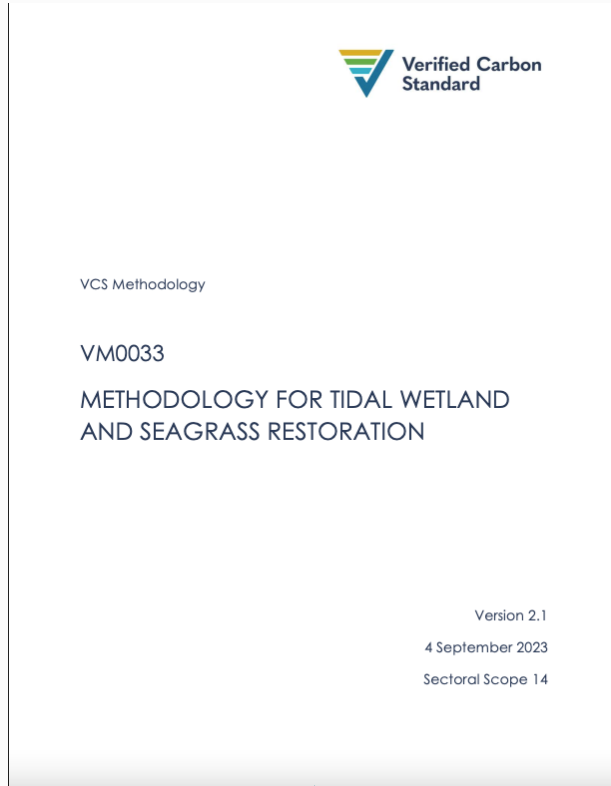 Verified Carbon
Standard
VCS Methodology
VM0033
METHODOLOGY FOR TIDAL WETLAND
AND SEAGRASS RESTORATION
Version 2.1
4 September 2023
Sectoral Scope 14